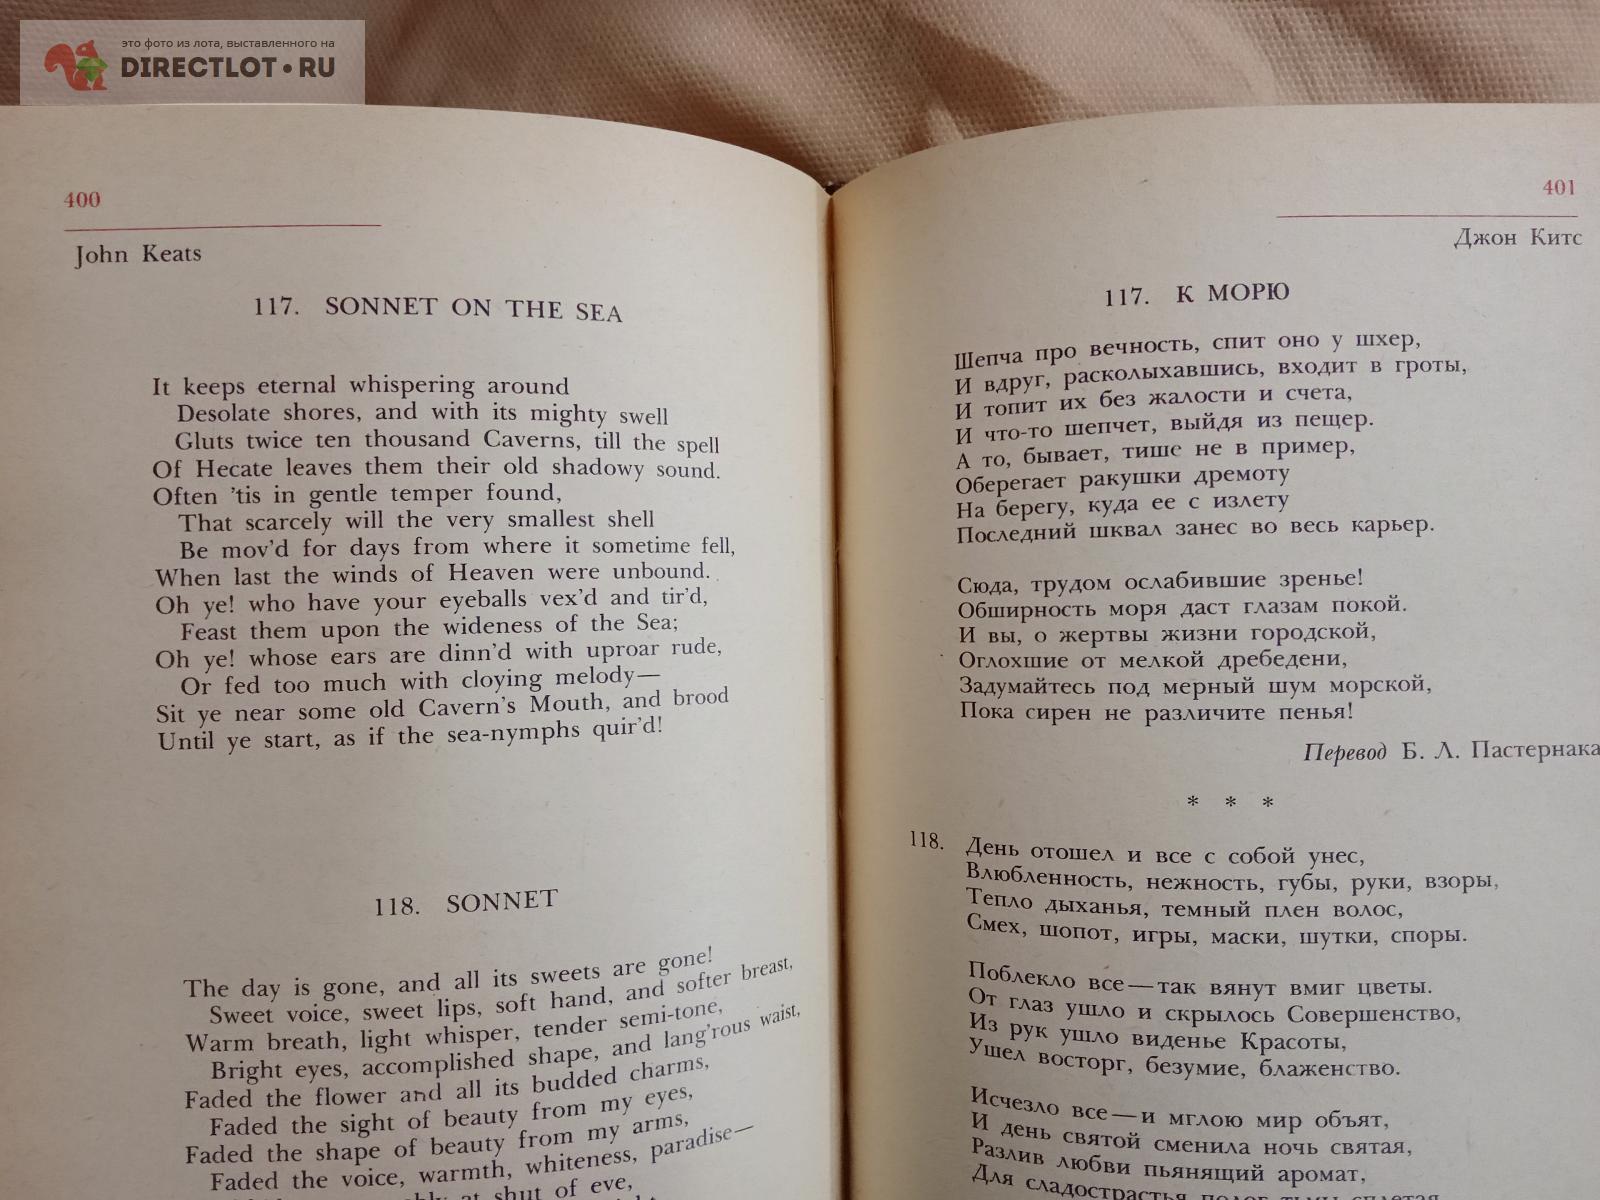 это фото из лота, выставленного на
DIRECTLOT.RU
400
John Keats
117. SONNET ON THE SEA
It keeps eternal whispering around
Desolate shores, and with its mighty swell
Gluts twice ten thousand Caverns, till the spell
Of Hecate leaves them their old shadowy sound.
Often 'tis in gentle temper found,
That scarcely will the very smallest shell
Be mov'd for days from where it sometime fell,
When last the winds of Heaven were unbound.
Oh ye! who have your eyeballs vex'd and tir'd,
Feast them upon the wideness of the Sea;
Oh ye! whose ears are dinn'd with uproar rude,
Or fed too much with cloying melody—
Sit ye near some old Cavern's Mouth, and brood
Until ye start, as if the sea-nymphs quir'd!
118. SONNET
The day is gone, and all its sweets are gone!
Sweet voice, sweet lips, soft hand, and softer breast,
Warm breath, light whisper, tender semi-tone,
Bright eyes, accomplished shape, and lang'rous waist,
Faded the flower and all its budded charms,
Faded the sight of beauty from my eyes,
Faded the shape of beauty from my arms,
Faded the voice, warmth, whiteness, paradise—
at shut of eve,
401
Джон Китс
117. К МОРЮ
Шепча про вечность, спит оно у шхер,
И вдруг, расколыхавшись, входит в гроты,
И топит их без жалости и счета,
И что-то шепчет, выйдя из пещер.
А то, бывает, тише не в пример,
Оберегает ракушки дремоту
На берегу, куда ее с излету
Последний шквал занес во весь карьер.
Сюда, трудом ослабившие зренье!
Обширность моря даст глазам покой.
И вы, о жертвы жизни городской,
Оглохшие от мелкой дребедени,
Задумайтесь под мерный шум морской,
Пока сирен не различите пенья!
Перевод Б. Л. Пастернака
* * *
118. День отошел и все с собой унес,
Влюбленность, нежность, губы, руки, взоры,
Тепло дыханья, темный плен волос,
Смех, шопот, игры, маски, шутки, споры.
Поблекло все—так вянут вмиг цветы.
От глаз ушло и скрылось Совершенство,
Из рук ушло виденье Красоты,
Ушел восторг, безумие, блаженство.
Исчезло все—и мглою мир объят,
И день святой сменила ночь святая,
Разлив любви пьянящий аромат,
Для сладострастья полог тьмы сплетая